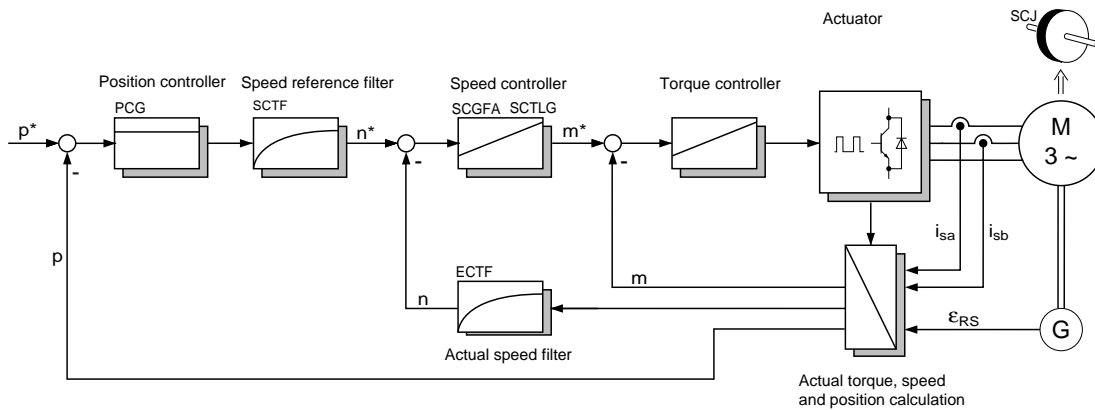 Actuator
SCJ
Position controller
Speed reference filter
Speed controller
Torque controller
PCG
SCTF
SCGFA
SCTLG
p*
n*
m*
M
3 ~
-
-
-
p
n
m
ECTF
i_sa
i_sb
ε_RS
G
Actual speed filter
Actual torque, speed
and position calculation